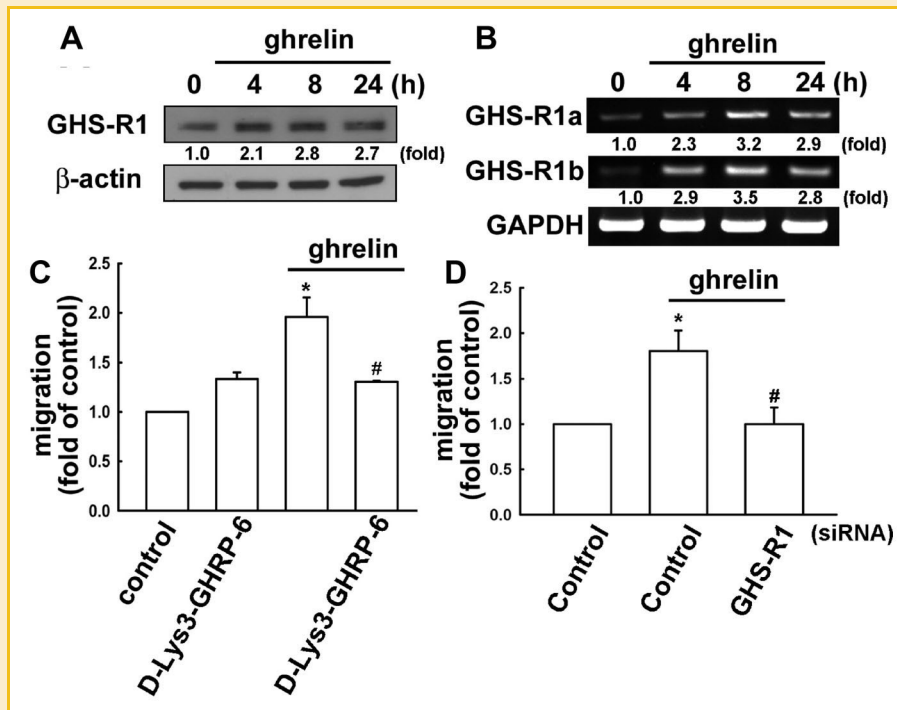 A
ghrelin
0 4 8 24 (h)
GHS-R1
1.0 2.1 2.8 2.7 (fold)
β-actin
B
ghrelin
0 4 8 24 (h)
GHS-R1a
1.0 2.3 3.2 2.9 (fold)
GHS-R1b
1.0 2.9 3.5 2.8 (fold)
GAPDH
C
ghrelin
migration
(fold of control)
2.5
2.0
1.5
1.0
0.5
0.0
*
#
control
D-Lys3-GHRP-6
D-Lys3-GHRP-6
D
ghrelin
migration
(fold of control)
2.5
2.0
1.5
1.0
0.5
0.0
*
#
Control
Control
GHS-R1
(siRNA)